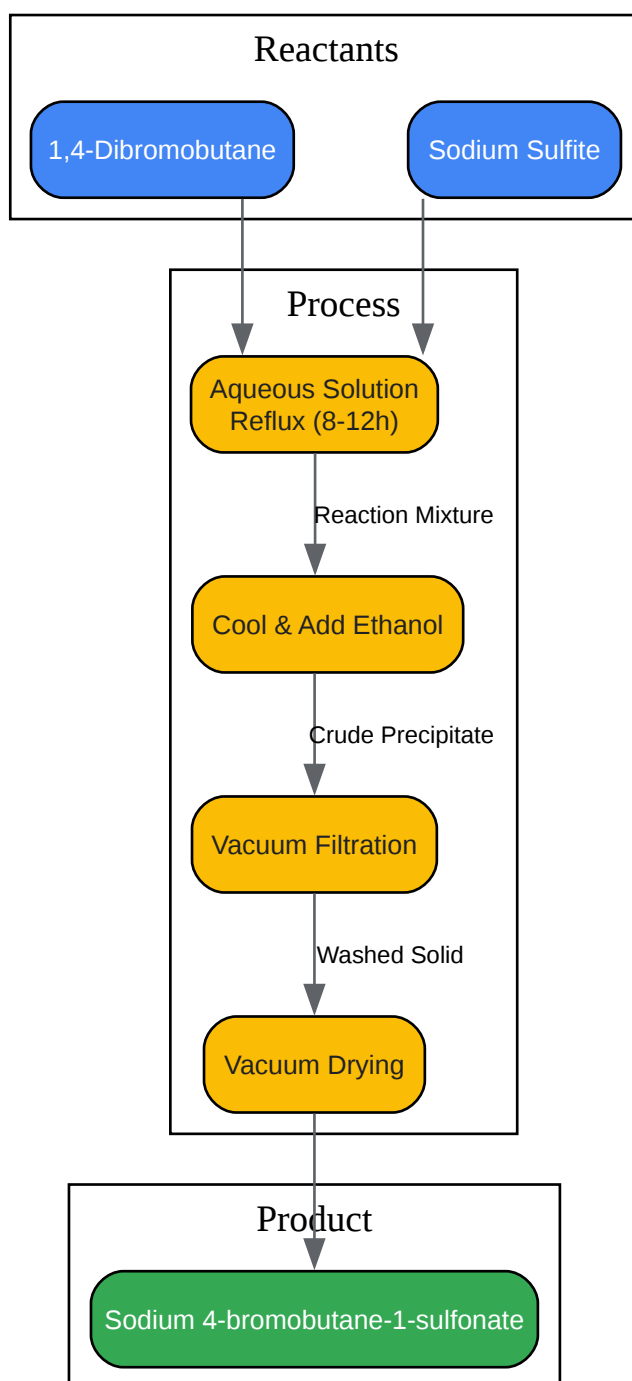 Reactants
1,4-Dibromobutane
Sodium Sulfite
Process
Aqueous Solution
Reflux (8-12h)
Reaction Mixture
Cool & Add Ethanol
Crude Precipitate
Vacuum Filtration
Washed Solid
Vacuum Drying
Product
Sodium 4-bromobutane-1-sulfonate